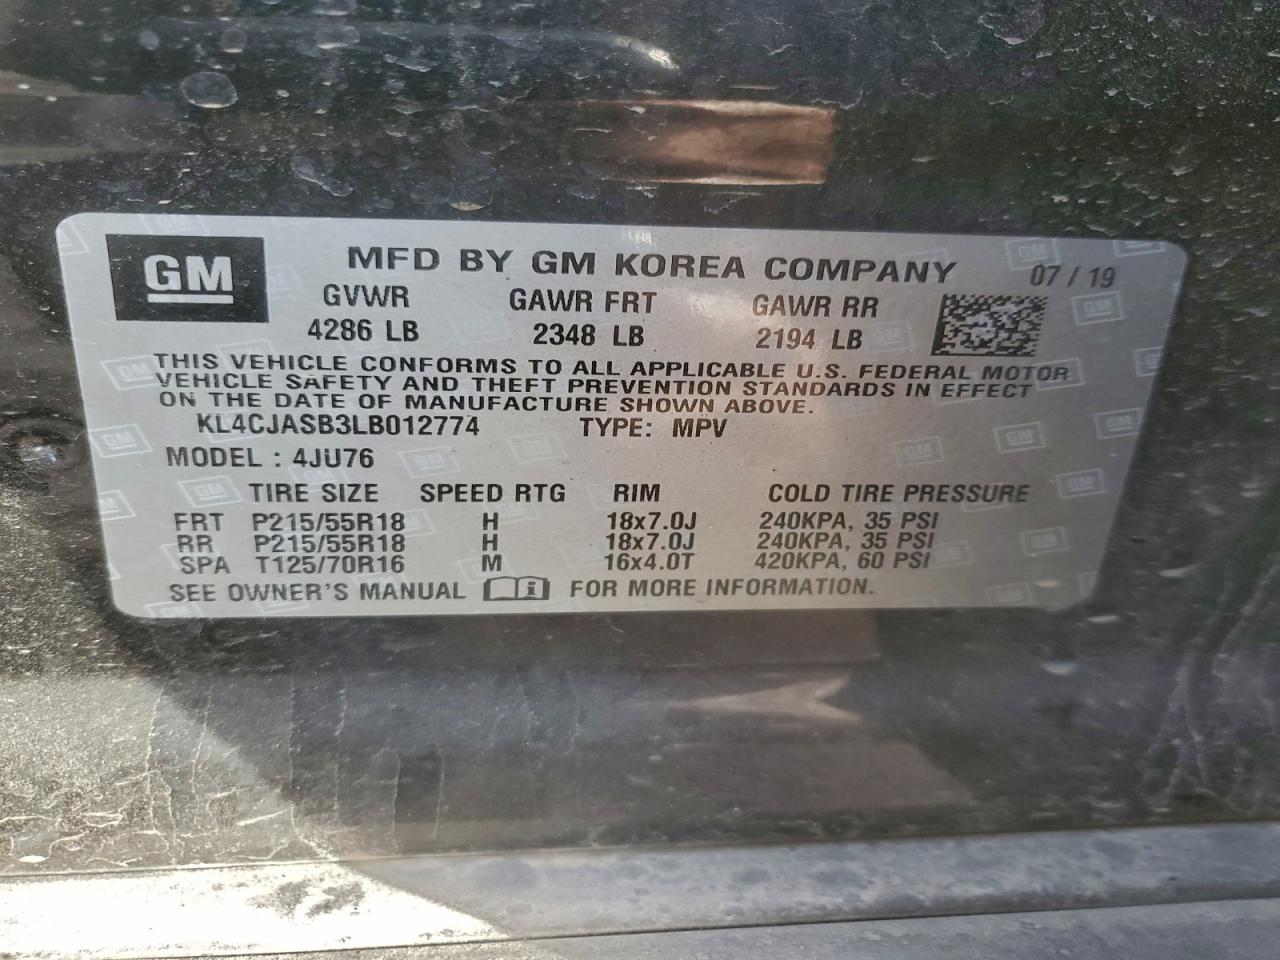 GM
MFD BY GM KOREA COMPANY 07 / 19
GVWR GAWR FRT GAWR RR
4286 LB 2348 LB 2194 LB
THIS VEHICLE CONFORMS TO ALL APPLICABLE U.S. FEDERAL MOTOR
VEHICLE SAFETY AND THEFT PREVENTION STANDARDS IN EFFECT
ON THE DATE OF MANUFACTURE SHOWN ABOVE.
KL4CJASB3LB012774 TYPE: MPV
MODEL : 4JU76
TIRE SIZE SPEED RTG RIM COLD TIRE PRESSURE
FRT P215/55R18 H 18x7.0J 240KPA, 35 PSI
RR P215/55R18 H 18x7.0J 240KPA, 35 PSI
SPA T125/70R16 M 16x4.0T 420KPA, 60 PSI
SEE OWNER'S MANUAL i FOR MORE INFORMATION.